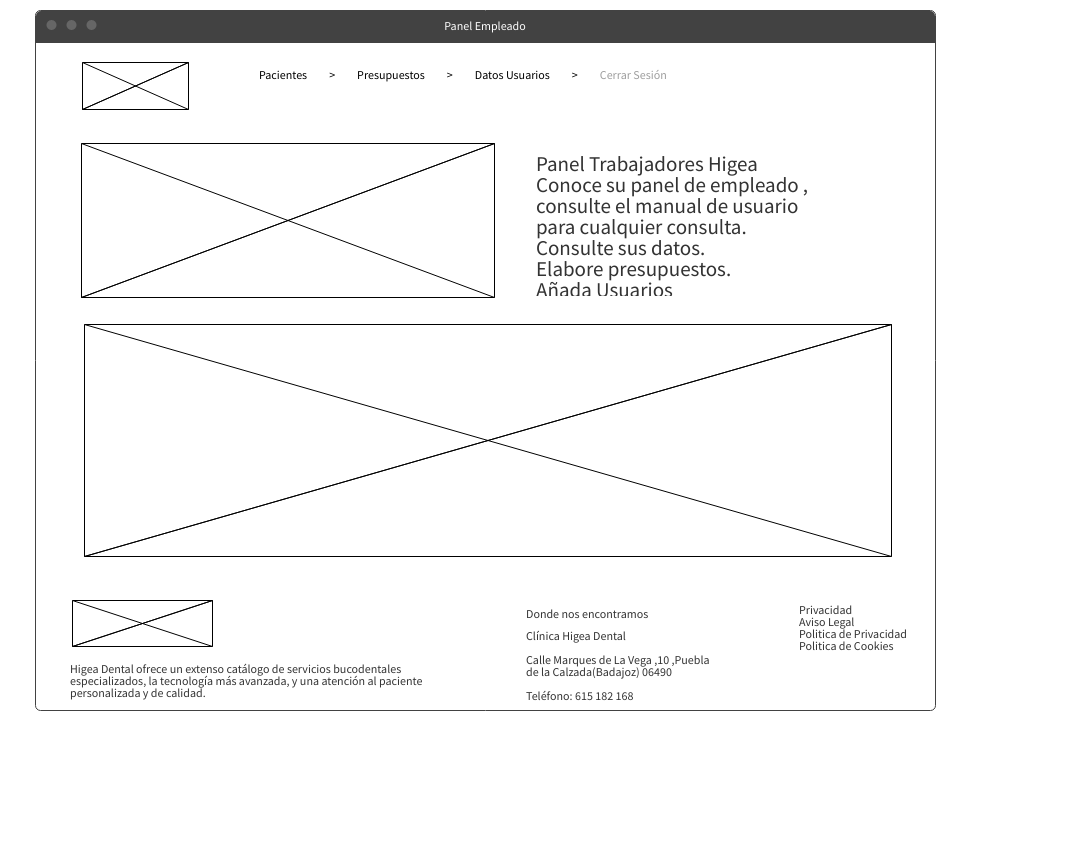 Panel Empleado
Pacientes > Presupuestos > Datos Usuarios > Cerrar Sesión
Panel Trabajadores Higea
Conoce su panel de empleado ,
consulte el manual de usuario
para cualquier consulta.
Consulte sus datos.
Elabore presupuestos.
Añada Usuarios
Higea Dental ofrece un extenso catálogo de servicios bucodentales
especializados, la tecnología más avanzada, y una atención al paciente
personalizada y de calidad.
Donde nos encontramos
Clínica Higea Dental
Calle Marques de La Vega ,10 ,Puebla
de la Calzada(Badajoz) 06490
Teléfono: 615 182 168
Privacidad
Aviso Legal
Politica de Privacidad
Politica de Cookies